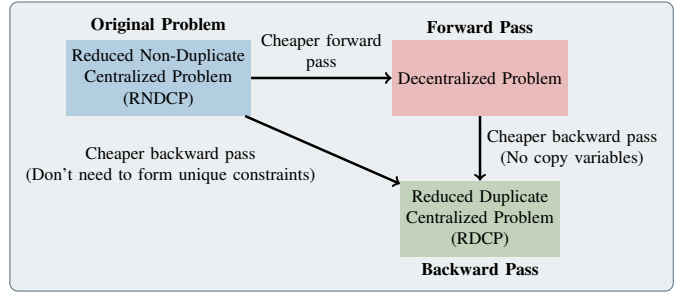 Original Problem
Reduced Non-Duplicate
Centralized Problem
(RNDCP)
Cheaper forward
pass
Forward Pass
Decentralized Problem
Cheaper backward pass
(Don't need to form unique constraints)
Cheaper backward pass
(No copy variables)
Reduced Duplicate
Centralized Problem
(RDCP)
Backward Pass